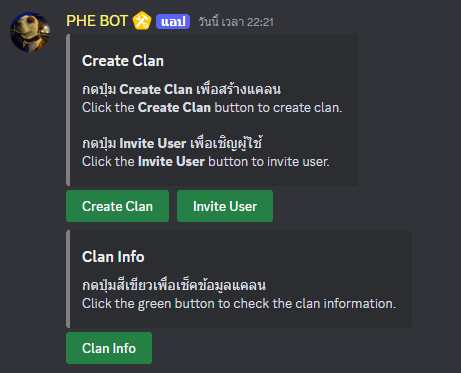 PHE BOT แอป วันนี้ เวลา 22:21
Create Clan
กดปุ่ม Create Clan เพื่อสร้างแคลน
Click the Create Clan button to create clan.
กดปุ่ม Invite User เพื่อเชิญผู้ใช้
Click the Invite User button to invite user.
Create Clan Invite User
Clan Info
กดปุ่มสีเขียวเพื่อเช็คข้อมูลแคลน
Click the green button to check the clan information.
Clan Info